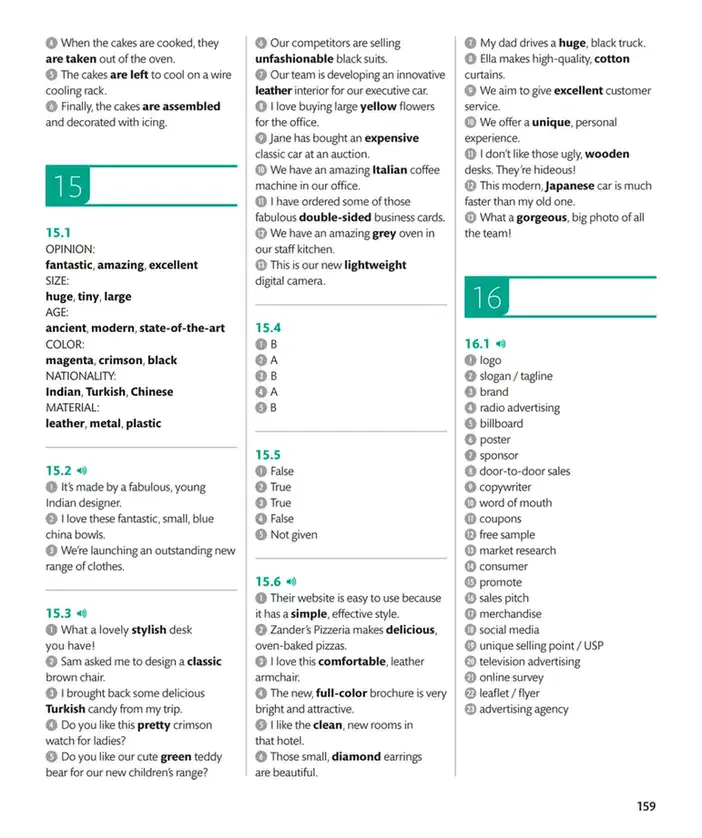 4 When the cakes are cooked, they
are taken out of the oven.
5 The cakes are left to cool on a wire
cooling rack.
6 Finally, the cakes are assembled
and decorated with icing.
15
15.1
OPINION:
fantastic, amazing, excellent
SIZE:
huge, tiny, large
AGE:
ancient, modern, state-of-the-art
COLOR:
magenta, crimson, black
NATIONALITY:
Indian, Turkish, Chinese
MATERIAL:
leather, metal, plastic
15.2
1 It's made by a fabulous, young
Indian designer.
2 I love these fantastic, small, blue
china bowls.
3 We're launching an outstanding new
range of clothes.
15.3
1 What a lovely stylish desk
you have!
2 Sam asked me to design a classic
brown chair.
3 I brought back some delicious
Turkish candy from my trip.
4 Do you like this pretty crimson
watch for ladies?
5 Do you like our cute green teddy
bear for our new children's range?
6 Our competitors are selling
unfashionable black suits.
7 Our team is developing an innovative
leather interior for our executive car.
8 I love buying large yellow flowers
for the office.
9 Jane has bought an expensive
classic car at an auction.
10 We have an amazing Italian coffee
machine in our office.
11 I have ordered some of those
fabulous double-sided business cards.
12 We have an amazing grey oven in
our staff kitchen.
13 This is our new lightweight
digital camera.
15.4
1 B
2 A
3 B
4 A
5 B
15.5
1 False
2 True
3 True
4 False
5 Not given
15.6
1 Their website is easy to use because
it has a simple, effective style.
2 Zander's Pizzeria makes delicious,
oven-baked pizzas.
3 I love this comfortable, leather
armchair.
4 The new, full-color brochure is very
bright and attractive.
5 I like the clean, new rooms in
that hotel.
6 Those small, diamond earrings
are beautiful.
7 My dad drives a huge, black truck.
8 Ella makes high-quality, cotton
curtains.
9 We aim to give excellent customer
service.
10 We offer a unique, personal
experience.
11 I don't like those ugly, wooden
desks. They're hideous!
12 This modern, Japanese car is much
faster than my old one.
13 What a gorgeous, big photo of all
the team!
16
16.1
1 logo
2 slogan / tagline
3 brand
4 radio advertising
5 billboard
6 poster
7 sponsor
8 door-to-door sales
9 copywriter
10 word of mouth
11 coupons
12 free sample
13 market research
14 consumer
15 promote
16 sales pitch
17 merchandise
18 social media
19 unique selling point / USP
20 television advertising
21 online survey
22 leaflet / flyer
23 advertising agency
159